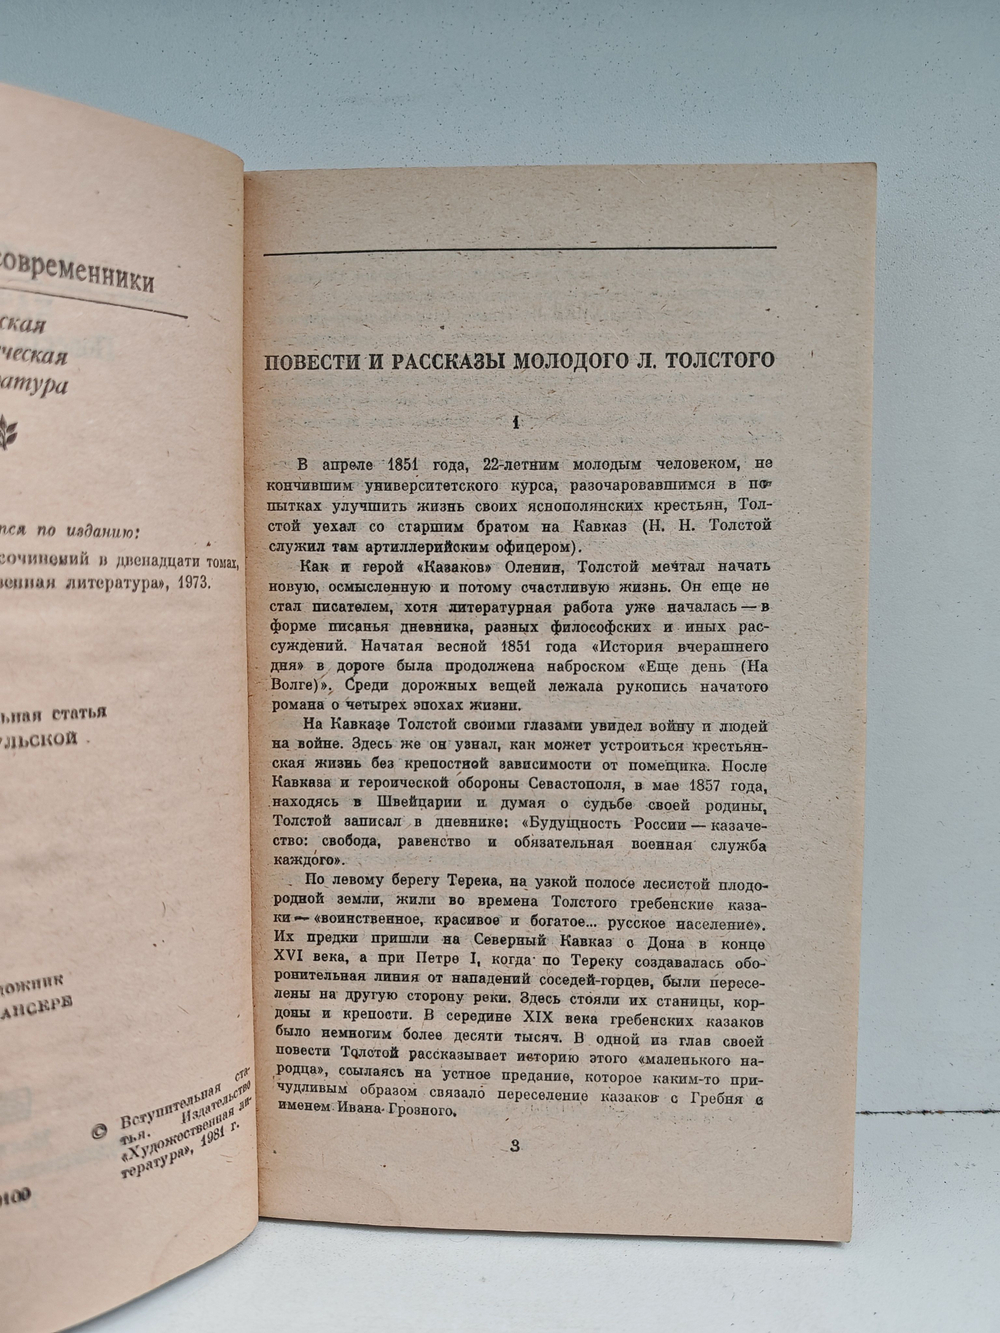 современники
ская
ческая
ратура
тся по изданию:
сочинений в двенадцати томах,
венная литература», 1973.
ьная статья
УЛЬСКОЙ
дожник
АНСКРЕ
© Вступительная ста-
тья. Издательство
«Художественная ли-
тература», 1981 г.
0100
ПОВЕСТИ И РАССКАЗЫ МОЛОДОГО Л. ТОЛСТОГО
1
В апреле 1851 года, 22-летним молодым человеком, не
кончившим университетского курса, разочаровавшимся в по-
пытках улучшить жизнь своих яснополянских крестьян, Тол-
стой уехал со старшим братом на Кавказ (Н. Н. Толстой
служил там артиллерийским офицером).
Как и герой «Казаков» Оленин, Толстой мечтал начать
новую, осмысленную и потому счастливую жизнь. Он еще не
стал писателем, хотя литературная работа уже началась — в
форме писанья дневника, разных философских и иных рас-
суждений. Начатая весной 1851 года «История вчерашнего
дня» в дороге была продолжена наброском «Еще день (На
Волге)». Среди дорожных вещей лежала рукопись начатого
романа о четырех эпохах жизни.
На Кавказе Толстой своими глазами увидел войну и людей
на войне. Здесь же он узнал, как может устроиться крестьян-
ская жизнь без крепостной зависимости от помещика. После
Кавказа и героической обороны Севастополя, в мае 1857 года,
находясь в Швейцарии и думая о судьбе своей родины,
Толстой записал в дневнике: «Будущность России — казаче-
ство: свобода, равенство и обязательная военная служба
каждого».
По левому берегу Терека, на узкой полосе лесистой плодо-
родной земли, жили во времена Толстого гребенские каза-
ки — «воинственное, красивое и богатое... русское население».
Их предки пришли на Северный Кавказ с Дона в конце
XVI века, а при Петре I, когда по Тереку создавалась обо-
ронительная линия от нападений соседей-горцев, были пересе-
лены на другую сторону реки. Здесь стояли их станицы, кор-
доны и крепости. В середине XIX века гребенских казаков
было немногим более десяти тысяч. В одной из глав своей
повести Толстой рассказывает историю этого «маленького на-
родца», ссылаясь на устное предание, которое каким-то при-
чудливым образом связало переселение казаков с Гребня с
именем Ивана Грозного.
3